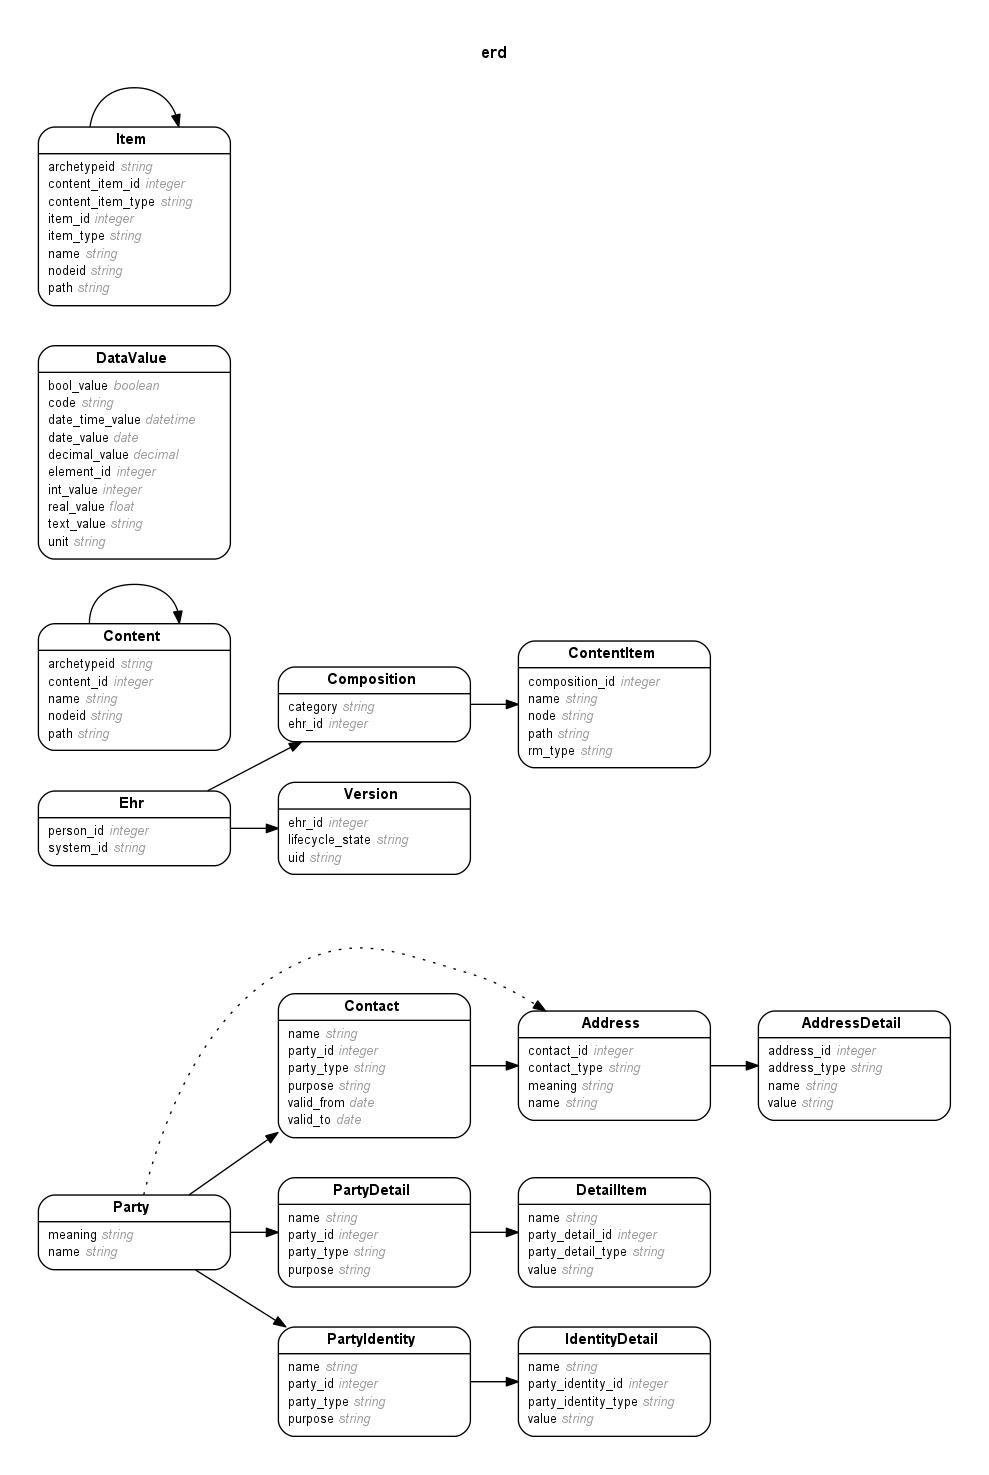 erd
Item
archetypeid string
content_item_id integer
content_item_type string
item_id integer
item_type string
name string
nodeid string
path string
DataValue
bool_value boolean
code string
date_time_value datetime
date_value date
decimal_value decimal
element_id integer
int_value integer
real_value float
text_value string
unit string
Content
archetypeid string
content_id integer
name string
nodeid string
path string
Composition
category string
ehr_id integer
ContentItem
composition_id integer
name string
node string
path string
rm_type string
Ehr
person_id integer
system_id string
Version
ehr_id integer
lifecycle_state string
uid string
Contact
name string
party_id integer
party_type string
purpose string
valid_from date
valid_to date
Address
contact_id integer
contact_type string
meaning string
name string
AddressDetail
address_id integer
address_type string
name string
value string
Party
meaning string
name string
PartyDetail
name string
party_id integer
party_type string
purpose string
DetailItem
name string
party_detail_id integer
party_detail_type string
value string
PartyIdentity
name string
party_id integer
party_type string
purpose string
IdentityDetail
name string
party_identity_id integer
party_identity_type string
value string